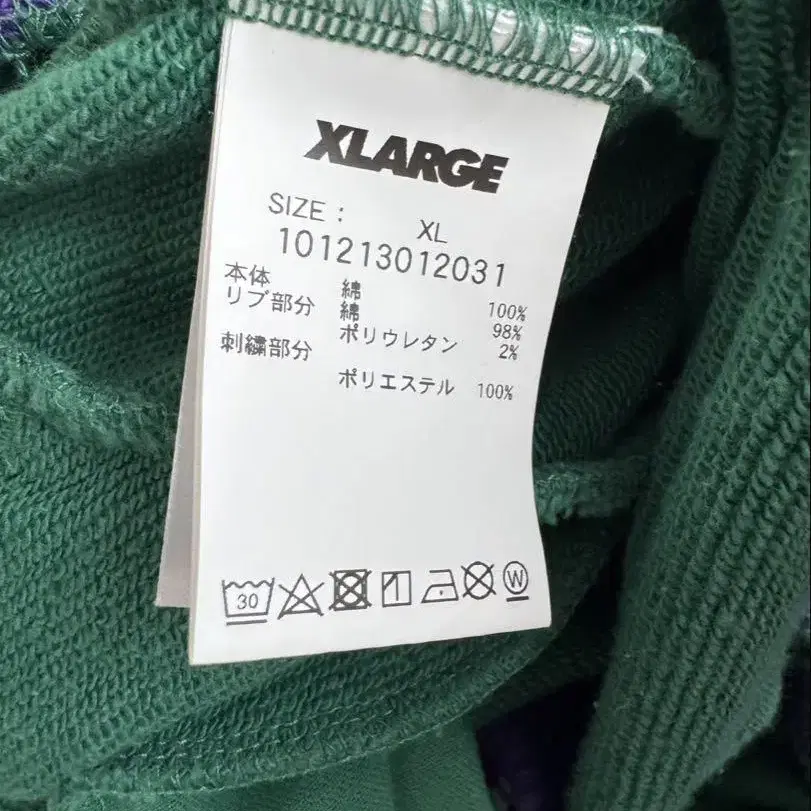 XLARGE
SIZE : XL
101213012031
本体 綿 100%
リブ部分 綿 98%
ポリウレタン 2%
刺繍部分
ポリエステル 100%
30
W